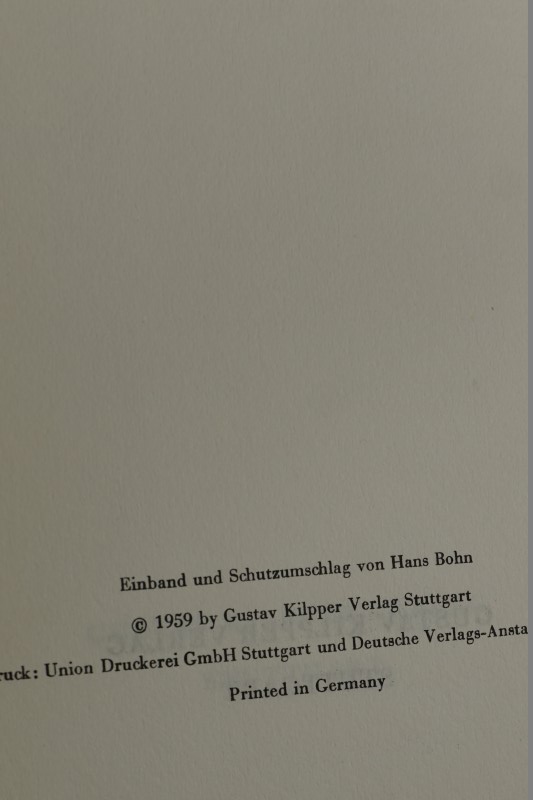 Einband und Schutzumschlag von Hans Bohn
© 1959 by Gustav Kilpper Verlag Stuttgart
ruck: Union Druckerei GmbH Stuttgart und Deutsche Verlags-Ansta
Printed in Germany